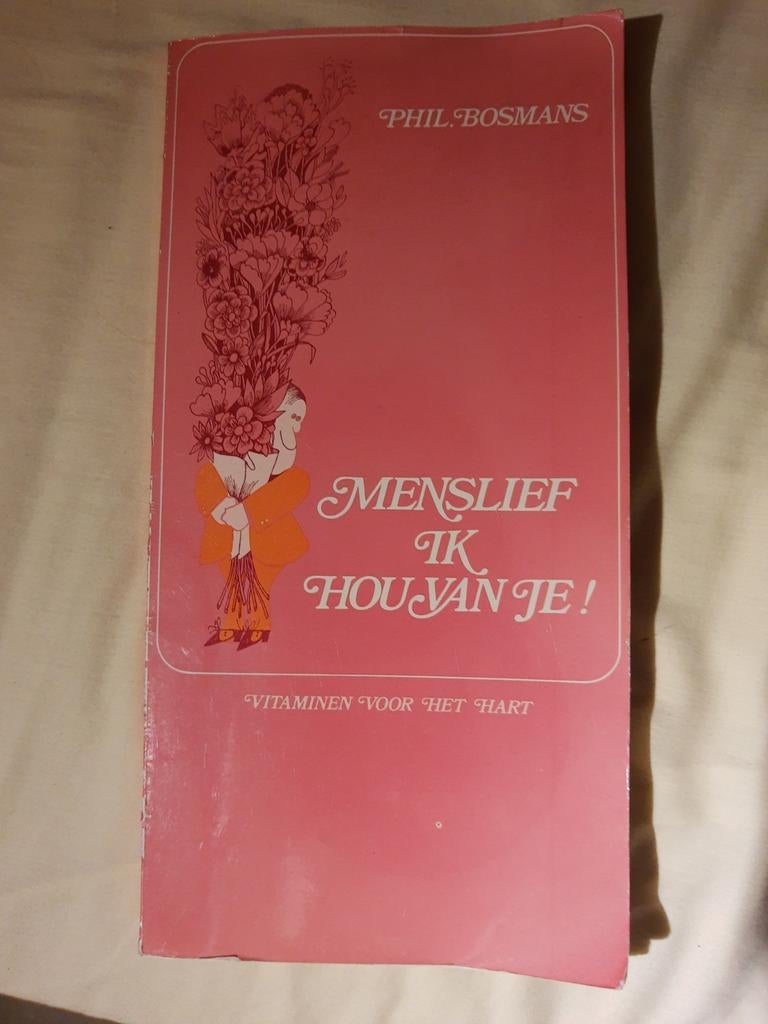 PHIL. BOSMANS
MENSLIEF
IK
HOU VAN JE!
VITAMINEN VOOR HET HART